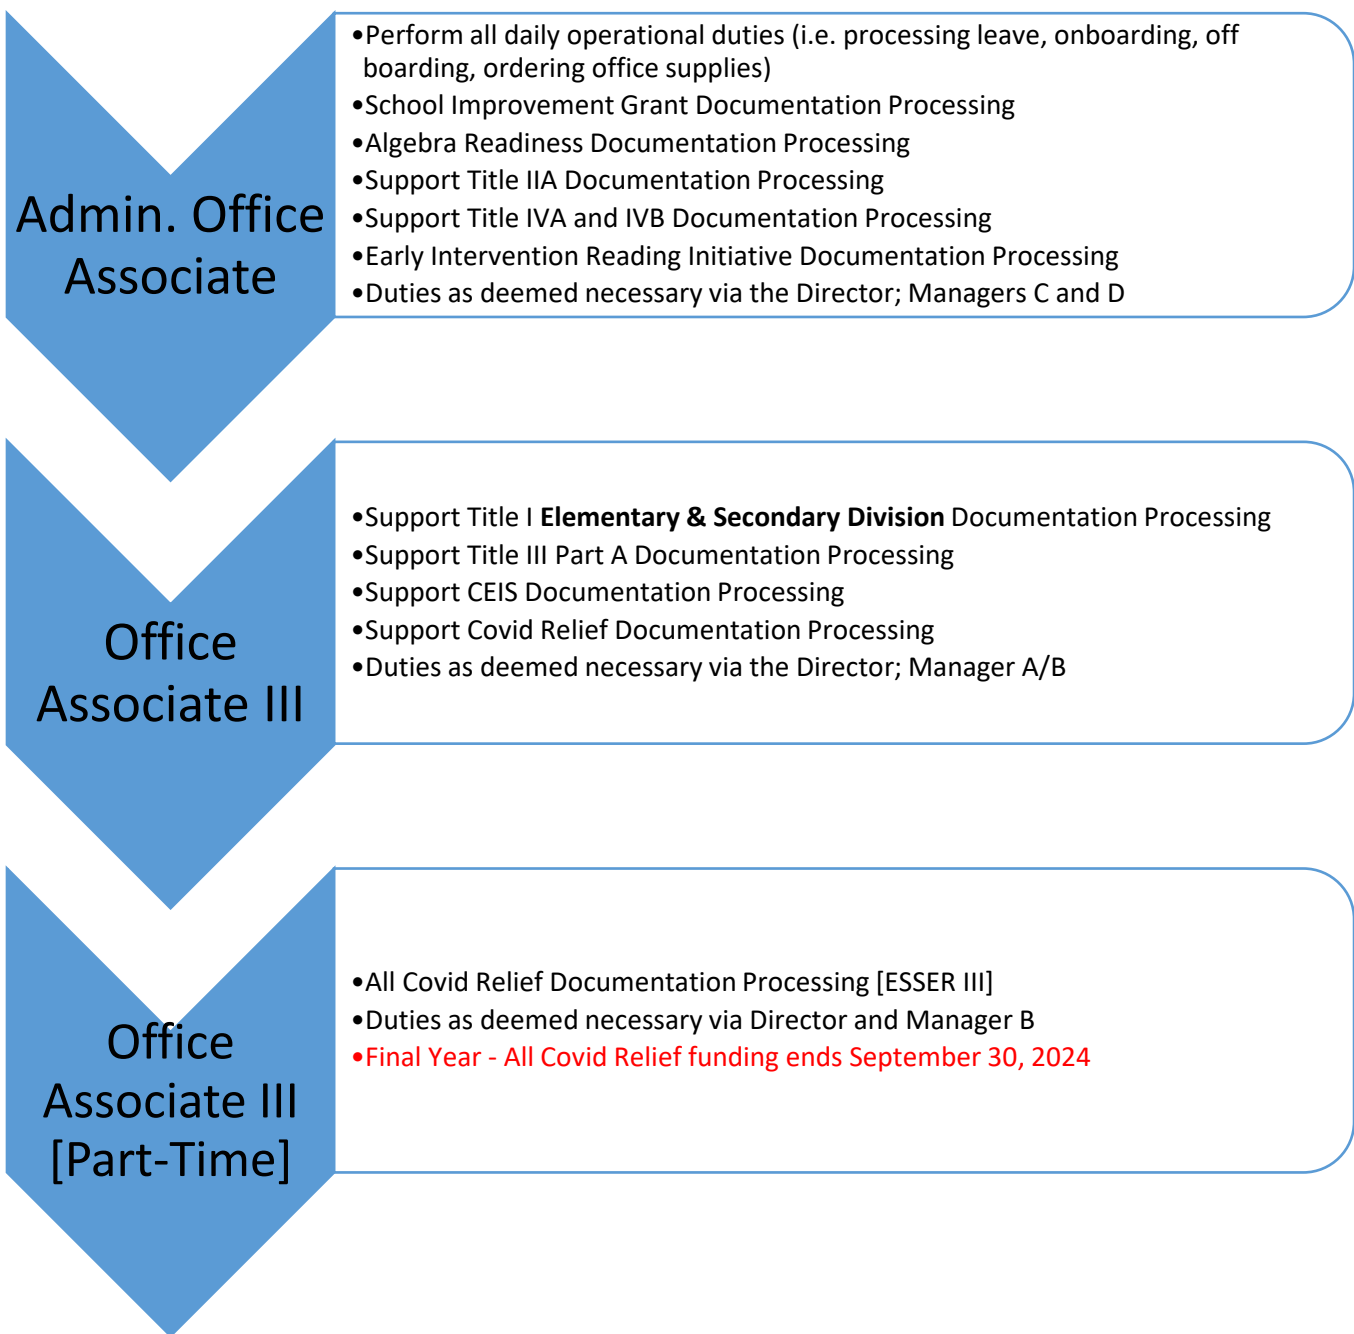 Admin. Office
Associate
•Perform all daily operational duties (i.e. processing leave, onboarding, off
boarding, ordering office supplies)
•School Improvement Grant Documentation Processing
•Algebra Readiness Documentation Processing
•Support Title IIA Documentation Processing
•Support Title IVA and IVB Documentation Processing
•Early Intervention Reading Initiative Documentation Processing
•Duties as deemed necessary via the Director; Managers C and D
Office
Associate III
•Support Title I Elementary & Secondary Division Documentation Processing
•Support Title III Part A Documentation Processing
•Support CEIS Documentation Processing
•Support Covid Relief Documentation Processing
•Duties as deemed necessary via the Director; Manager A/B
Office
Associate III
[Part-Time]
•All Covid Relief Documentation Processing [ESSER III]
•Duties as deemed necessary via Director and Manager B
•Final Year - All Covid Relief funding ends September 30, 2024